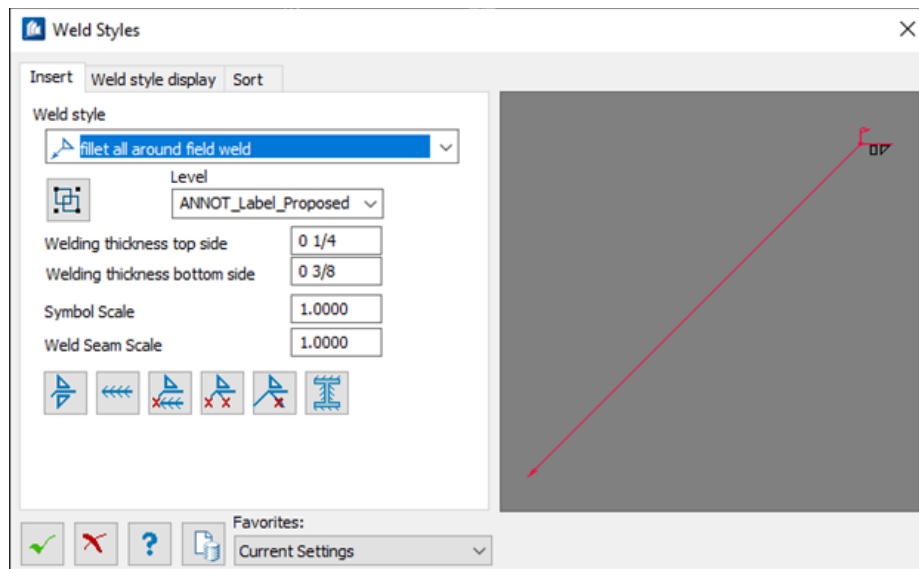 Weld Styles
Insert Weld style display Sort
Weld style
fillet all around field weld
Level
ANNOT_Label_Proposed
Welding thickness top side 0 1/4
Welding thickness bottom side 0 3/8
Symbol Scale 1.0000
Weld Seam Scale 1.0000
Favorites:
Current Settings